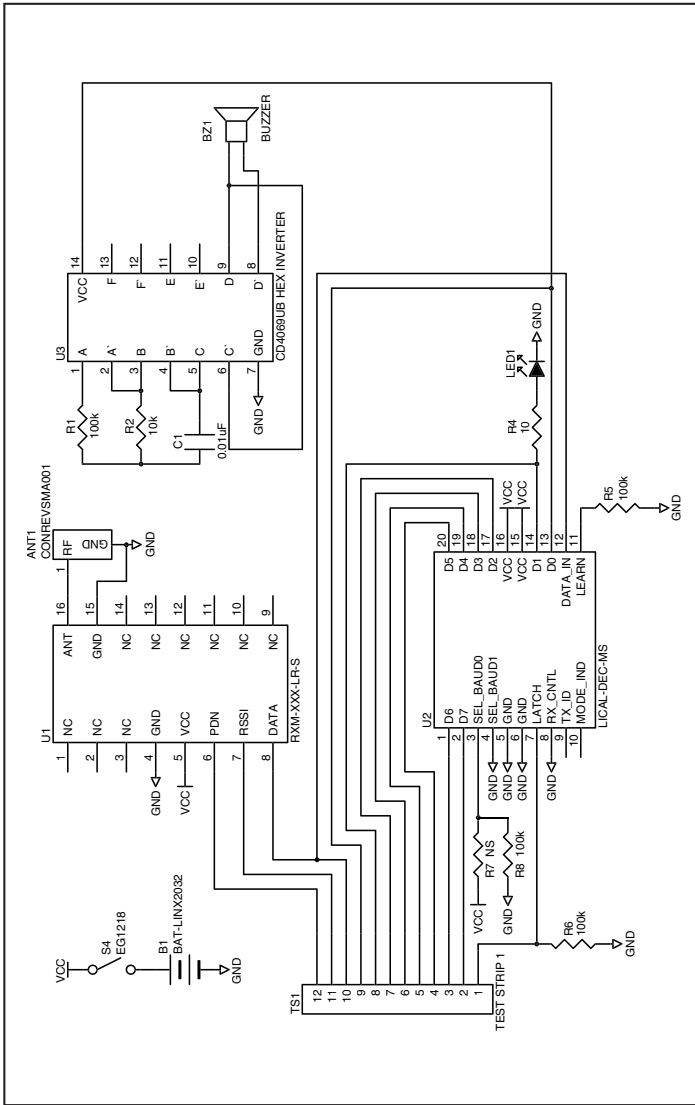 VCC
S4
EG1218
B1
BAT-LINX2032
GND
U1
1 NC
2 NC
3 NC
4 GND
5 VCC
6 PDN
7 RSSI
8 DATA
ANT 16
GND 15
NC 14
NC 13
NC 12
NC 11
NC 10
NC 9
RXM-XXX-LR-S
GND
VCC
ANT1
CONREVSMA001
1 RF
GND
GND
R1
100k
R2
10k
C1
0.01uF
U3
1 A
2 A`
3 B
4 B`
5 C
6 C`
7 GND
VCC 14
F 13
F` 12
E 11
E` 10
D 9
D` 8
CD4069UB HEX INVERTER
GND
BZ1
BUZZER
TS1
12
11
10
9
8
7
6
5
4
3
2
1
TEST STRIP 1
VCC
R7 NS
GND
R8 100k
R6
100k
GND
U2
1 D6
2 D7
3 SEL_BAUD0
4 SEL_BAUD1
5 GND
6 GND
7 LATCH
8 RX_CNTL
9 TX_ID
10 MODE_IND
GND
GND
GND
GND
D5 20
D4 19
D3 18
D2 17
VCC 16
VCC 15
D1 14
D0 13
DATA_IN 12
LEARN 11
LICAL-DEC-MS
VCC
VCC
R4
10
LED1
GND
R5
100k
GND